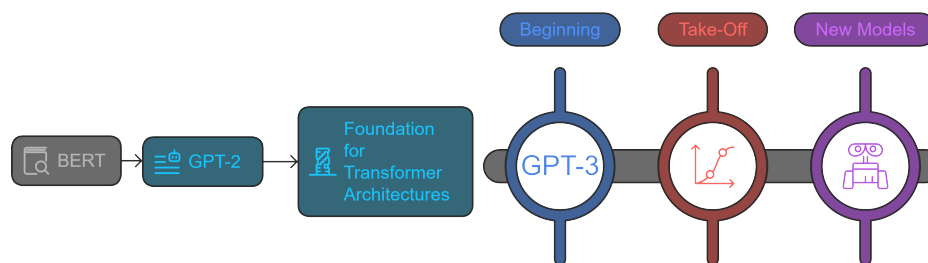 Beginning
Take-Off
New Models
BERT
GPT-2
Foundation
for
Transformer
Architectures
GPT-3